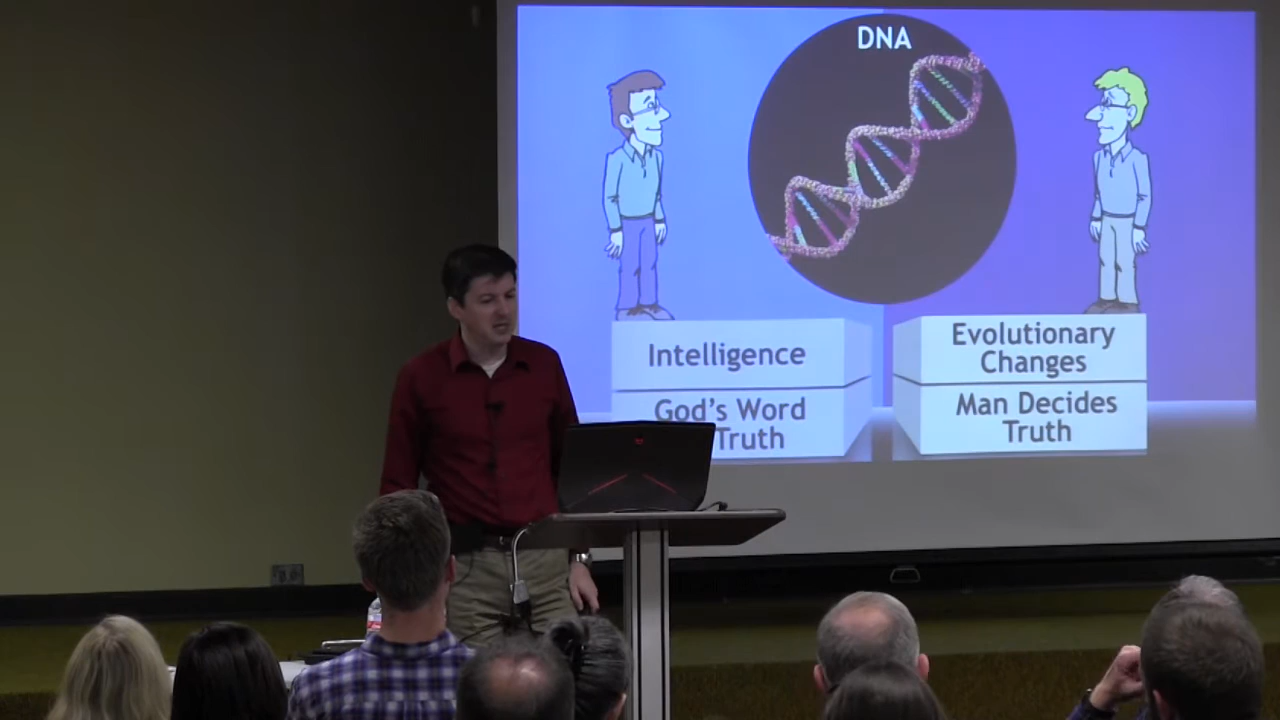 DNA
Intelligence
God's Word
Truth
Evolutionary
Changes
Man Decides
Truth